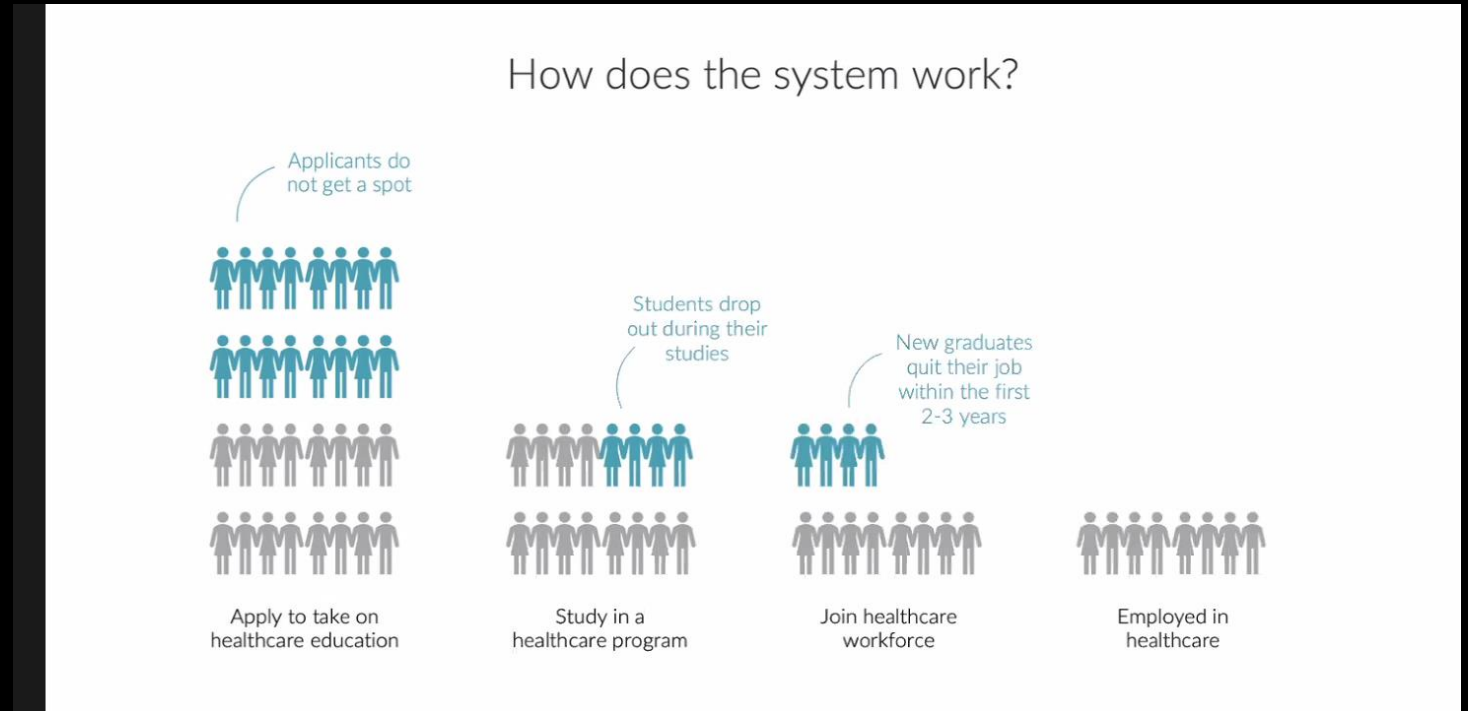 How does the system work?
Applicants do
not get a spot
Students drop
out during their
studies
New graduates
quit their job
within the first
2-3 years
Apply to take on
healthcare education
Study in a
healthcare program
Join healthcare
workforce
Employed in
healthcare